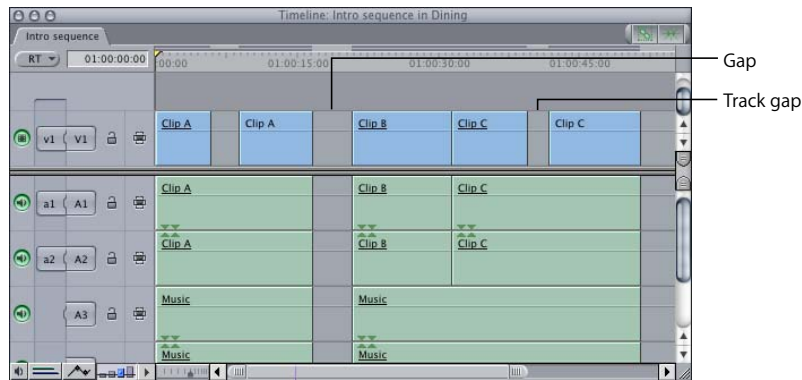 Timeline: Intro sequence in Dining
Intro sequence
RT 01:00:00:00 00:00 01:00:15:00 01:00:30:00 01:00:45:00
Gap
Track gap
v1 V1 Clip A Clip A Clip B Clip C Clip C
a1 A1 Clip A Clip B Clip C
a2 A2 Clip A Clip B Clip C
A3 Music Music
Music Music